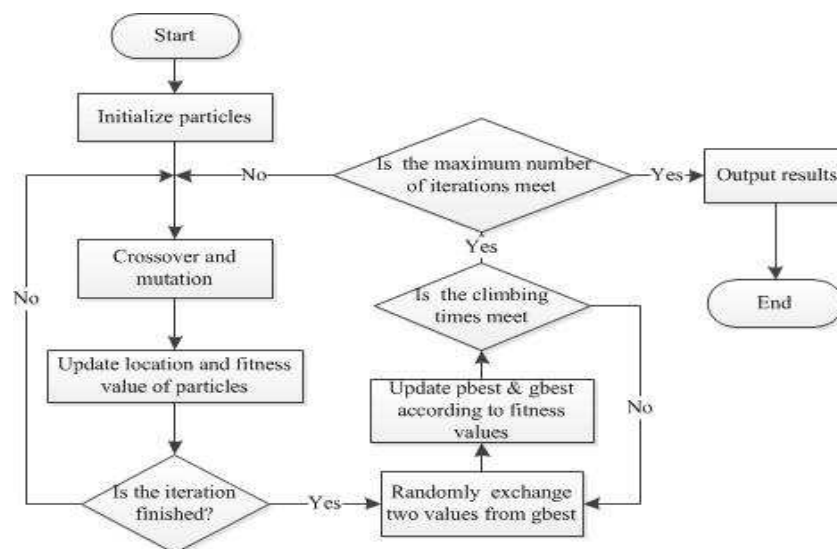 Start
Initialize particles
Is the maximum number
of iterations meet
No
Yes
Output results
Crossover and
mutation
No
Yes
Is the climbing
times meet
End
Update location and fitness
value of particles
Update pbest & gbest
according to fitness
values
No
Is the iteration
finished?
Yes
Randomly exchange
two values from gbest